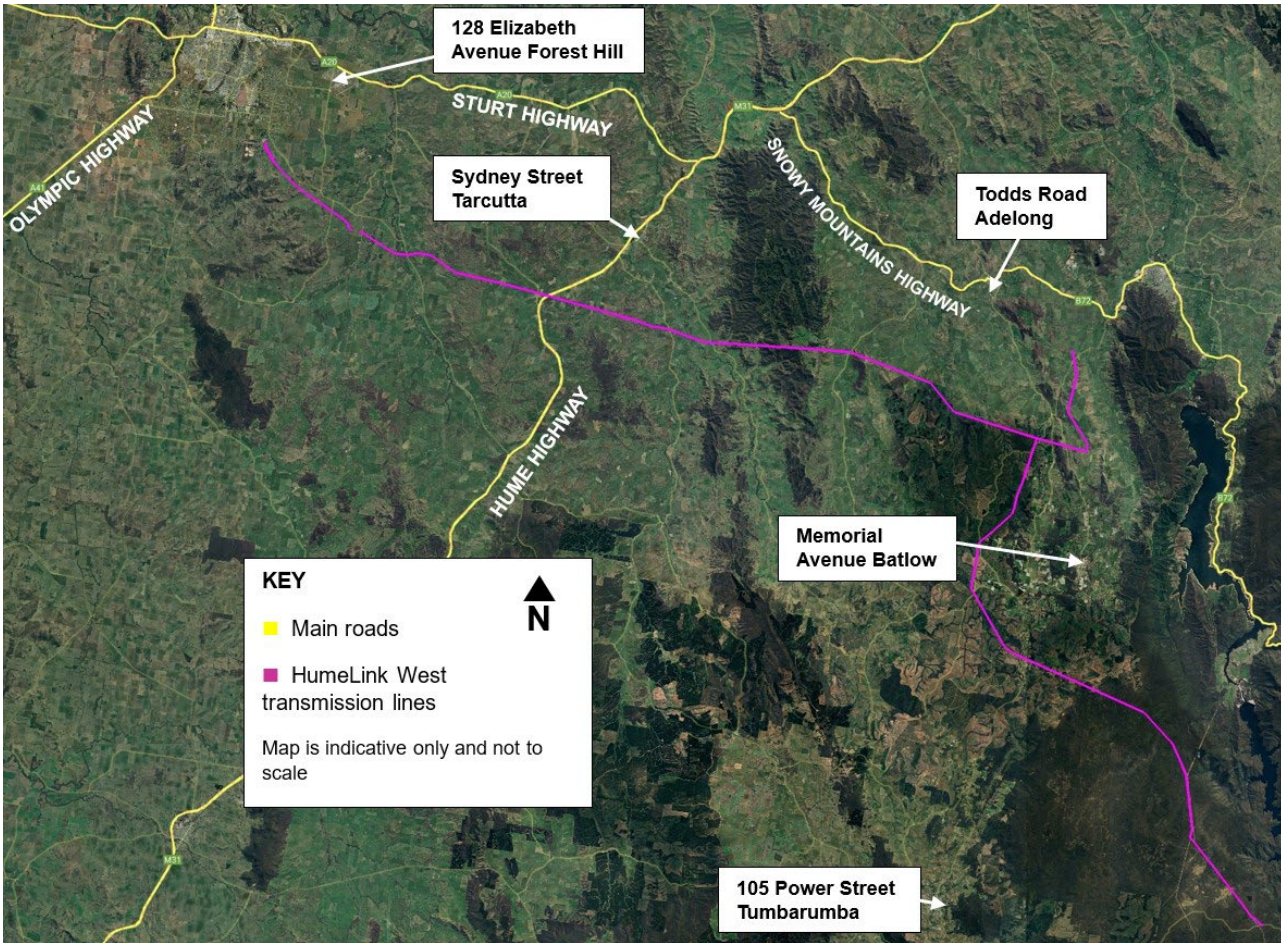 128 Elizabeth
Avenue Forest Hill
A20
A20
STURT HIGHWAY
M31
OLYMPIC HIGHWAY
A41
Sydney Street
Tarcutta
SNOWY MOUNTAINS HIGHWAY
Todds Road
Adelong
B72
HUME HIGHWAY
B72
Memorial
Avenue Batlow
KEY
N
Main roads
HumeLink West
transmission lines
Map is indicative only and not to
scale
M31
105 Power Street
Tumbarumba